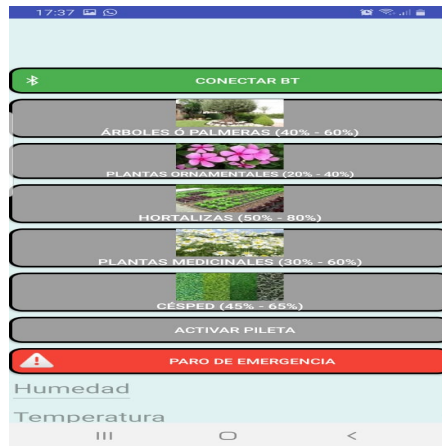 17:37
CONECTAR BT
ÁRBOLES Ó PALMERAS (40% - 60%)
PLANTAS ORNAMENTALES (20% - 40%)
HORTALIZAS (50% - 80%)
PLANTAS MEDICINALES (30% - 60%)
CÉSPED (45% - 65%)
ACTIVAR PILETA
PARO DE EMERGENCIA
Humedad
Temperatura